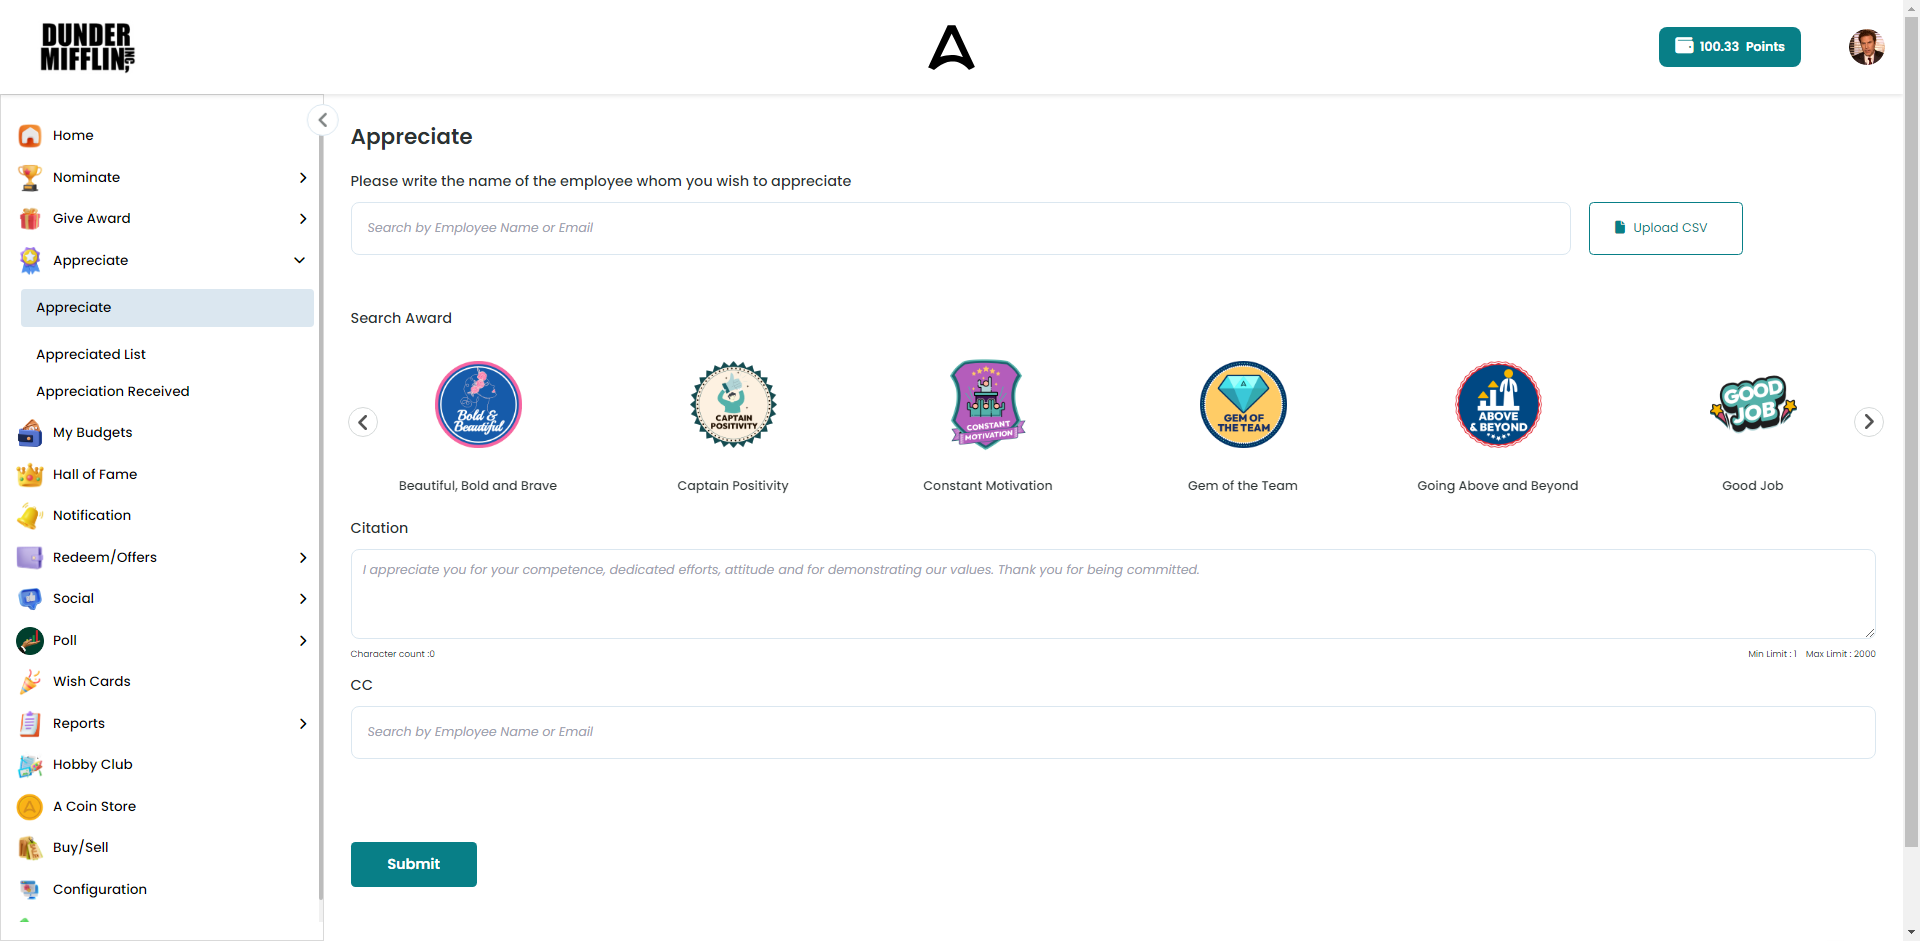 DUNDER
MIFFLIN, INC
100.33 Points
Home
Nominate
Give Award
Appreciate
Appreciate
Appreciated List
Appreciation Received
My Budgets
Hall of Fame
Notification
Redeem/Offers
Social
Poll
Wish Cards
Reports
Hobby Club
A Coin Store
Buy/Sell
Configuration
Appreciate
Please write the name of the employee whom you wish to appreciate
Search by Employee Name or Email
Upload CSV
Search Award
Bold &
Beautiful
CAPTAIN
POSITIVITY
CONSTANT
MOTIVATION
GEM OF
THE TEAM
ABOVE
& BEYOND
GOOD
JOB
Beautiful, Bold and Brave
Captain Positivity
Constant Motivation
Gem of the Team
Going Above and Beyond
Good Job
Citation
I appreciate you for your competence, dedicated efforts, attitude and for demonstrating our values. Thank you for being committed.
Character count :0
Min Limit : 1 Max Limit : 2000
CC
Search by Employee Name or Email
Submit